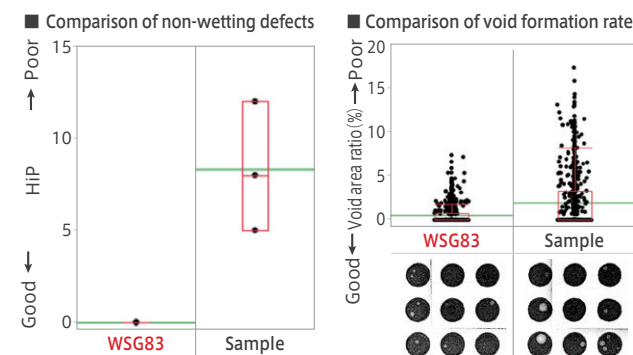 ■ Comparison of non-wetting defects
Good ← HiP → Poor
15
10
5
0
WSG83
Sample
■ Comparison of void formation rate
Good ← Void area ratio(%) → Poor
20
15
10
5
0
WSG83
Sample